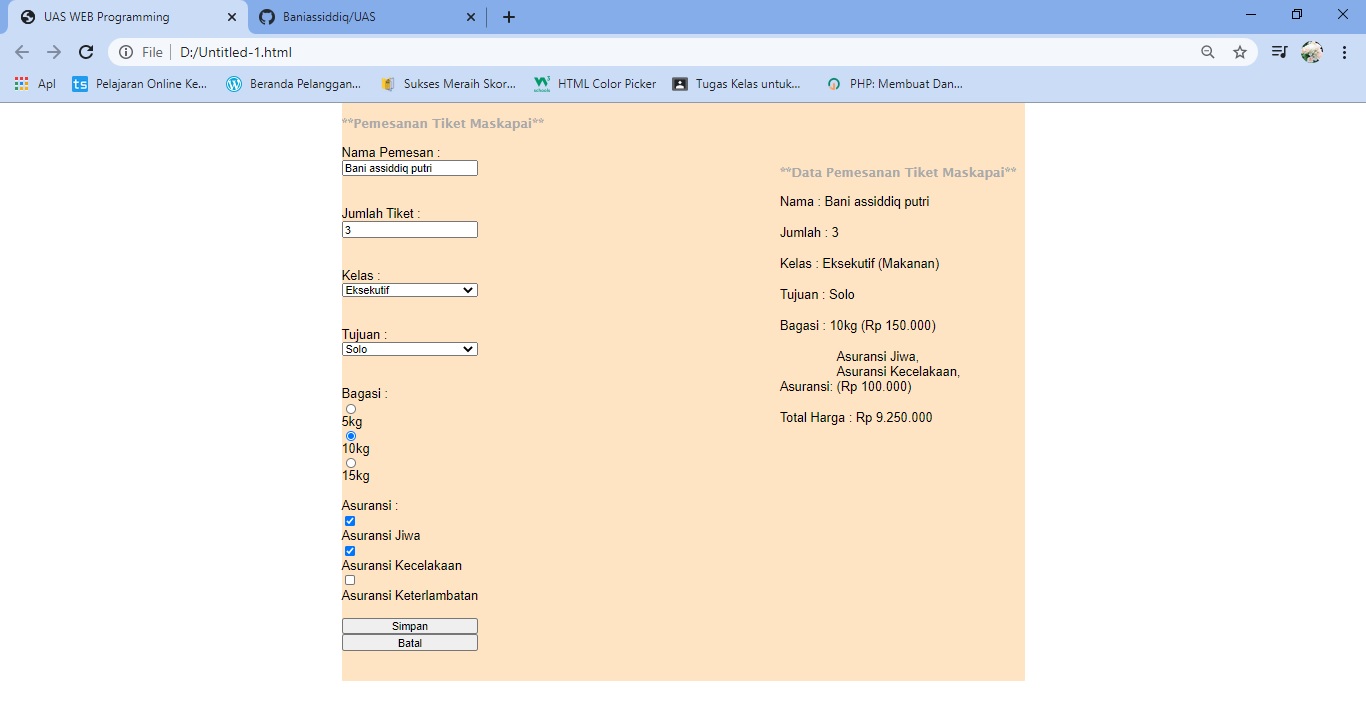 UAS WEB Programming
Baniassiddiq/UAS
File
D:/Untitled-1.html
Apl
ts
Pelajaran Online Ke...
Beranda Pelanggan...
Sukses Meraih Skor...
HTML Color Picker
Tugas Kelas untuk...
PHP: Membuat Dan...
**Pemesanan Tiket Maskapai**
Nama Pemesan :
Bani assiddiq putri
Jumlah Tiket :
3
Kelas :
Eksekutif
Tujuan :
Solo
Bagasi :
5kg
10kg
15kg
Asuransi :
Asuransi Jiwa
Asuransi Kecelakaan
Asuransi Keterlambatan
Simpan
Batal
**Data Pemesanan Tiket Maskapai**
Nama : Bani assiddiq putri
Jumlah : 3
Kelas : Eksekutif (Makanan)
Tujuan : Solo
Bagasi : 10kg (Rp 150.000)
Asuransi Jiwa,
Asuransi Kecelakaan,
Asuransi: (Rp 100.000)
Total Harga : Rp 9.250.000